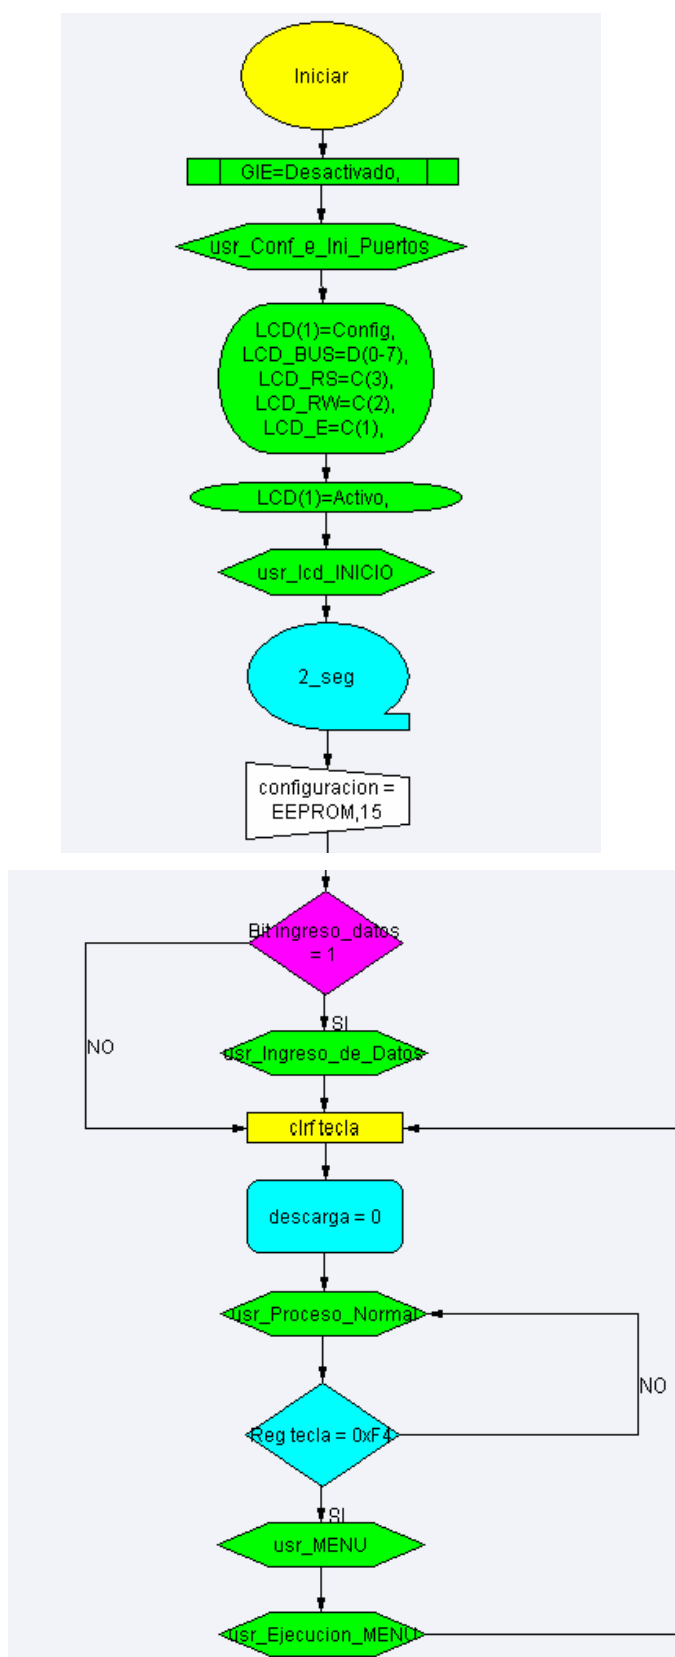 Iniciar
GIE=Desactivado,
usr_Conf_e_Ini_Puertos
LCD(1)=Config,
LCD_BUS=D(0-7),
LCD_RS=C(3),
LCD_RW=C(2),
LCD_E=C(1),
LCD(1)=Activo,
usr_lcd_INICIO
2_seg
configuracion =
EEPROM,15
Bit ingreso_datos
= 1
SI
NO
usr_Ingreso_de_Datos
clrf tecla
descarga = 0
usr_Proceso_Normal
NO
Reg tecla = 0xF4
SI
usr_MENU
usr_Ejecucion_MENU